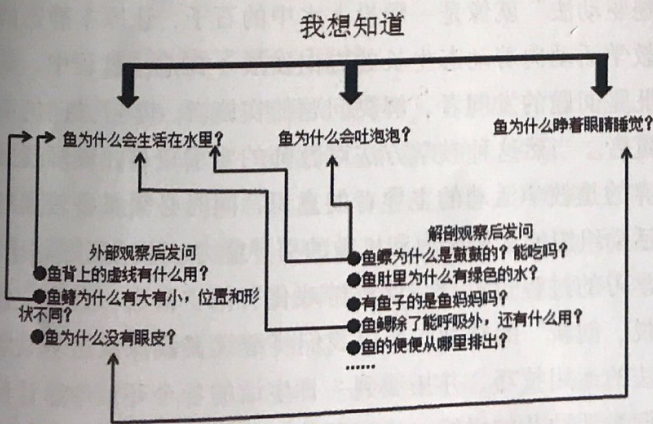 我想知道
鱼为什么会生活在水里?
鱼为什么会吐泡泡?
鱼为什么睁着眼睛睡觉?
外部观察后发问
●鱼背上的虚线有什么用?
●鱼鳍为什么有大有小，位置和形
状不同?
●鱼为什么没有眼皮?
解剖观察后发问
●鱼鳔为什么是鼓鼓的? 能吃吗?
●鱼肚里为什么有绿色的水?
●有鱼子的是鱼妈妈吗?
●鱼鳃除了能呼吸外，还有什么用?
●鱼的便便从哪里排出?
……